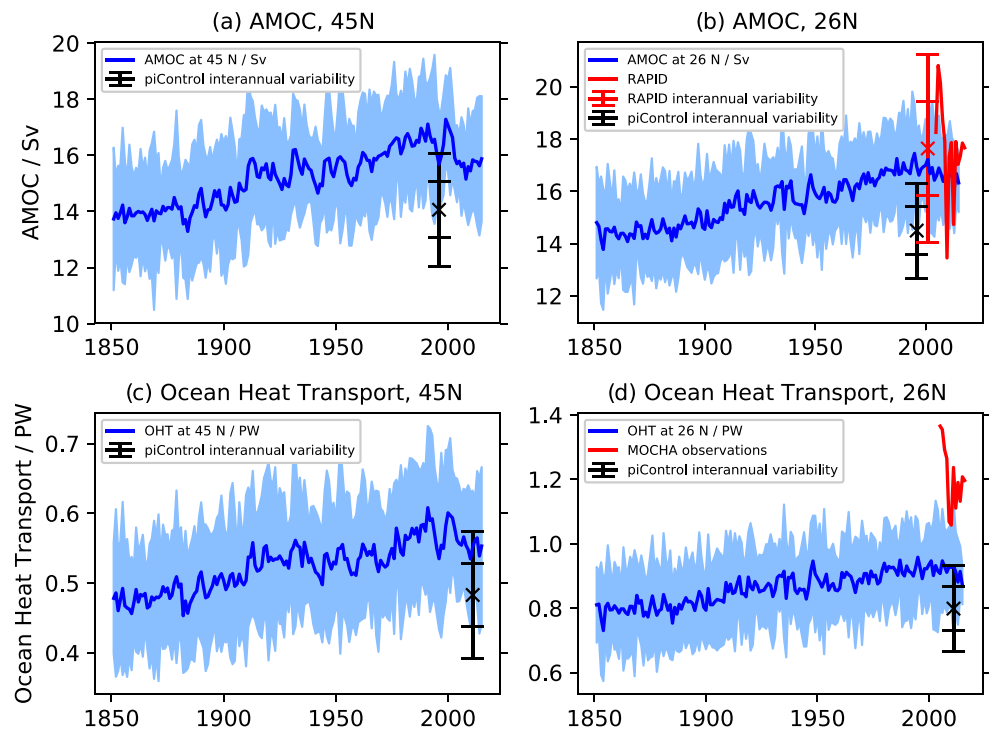 (a) AMOC, 45N
AMOC at 45 N / Sv
piControl interannual variability
AMOC / Sv
20
18
16
14
12
10
1850
1900
1950
2000
(b) AMOC, 26N
AMOC at 26 N / Sv
RAPID
RAPID interannual variability
piControl interannual variability
20
18
16
14
12
1850
1900
1950
2000
(c) Ocean Heat Transport, 45N
OHT at 45 N / PW
piControl interannual variability
Ocean Heat Transport / PW
0.7
0.6
0.5
0.4
1850
1900
1950
2000
(d) Ocean Heat Transport, 26N
OHT at 26 N / PW
MOCHA observations
piControl interannual variability
1.4
1.2
1.0
0.8
0.6
1850
1900
1950
2000